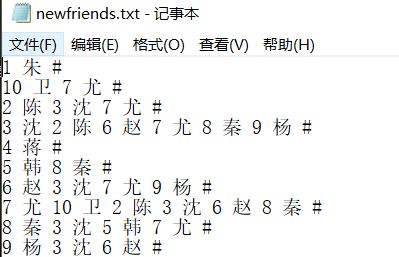 newfriends.txt - 记事本
文件(F) 编辑(E) 格式(O) 查看(V) 帮助(H)
1 朱 #
10 卫 7 尤 #
2 陈 3 沈 7 尤 #
3 沈 2 陈 6 赵 7 尤 8 秦 9 杨 #
4 蒋 #
5 韩 8 秦 #
6 赵 3 沈 7 尤 9 杨 #
7 尤 10 卫 2 陈 3 沈 6 赵 8 秦 #
8 秦 3 沈 5 韩 7 尤 #
9 杨 3 沈 6 赵 #